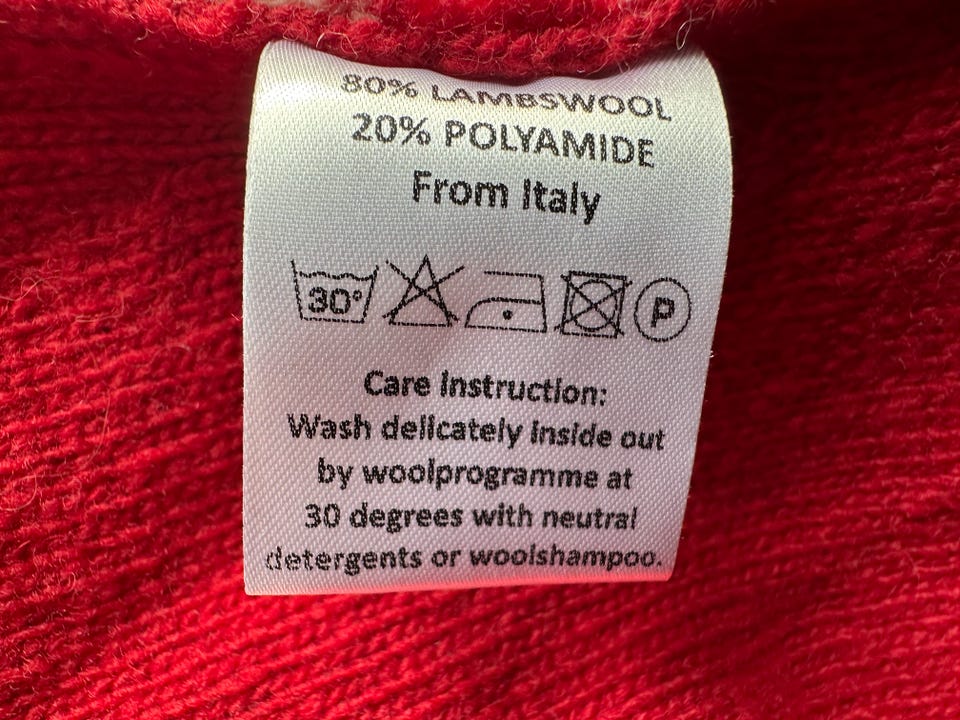 80% LAMBSWOOL
20% POLYAMIDE
From Italy
30° P
Care Instruction:
Wash delicately inside out
by woolprogramme at
30 degrees with neutral
detergents or woolshampoo.